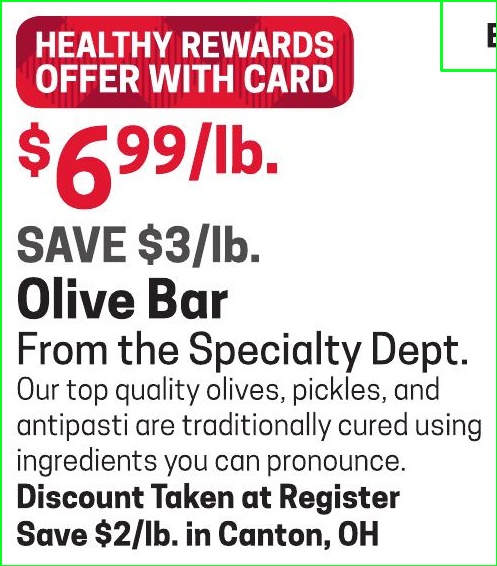 HEALTHY REWARDS
OFFER WITH CARD
$6.99/lb.
SAVE $3/lb.
Olive Bar
From the Specialty Dept.
Our top quality olives, pickles, and
antipasti are traditionally cured using
ingredients you can pronounce.
Discount Taken at Register
Save $2/lb. in Canton, OH